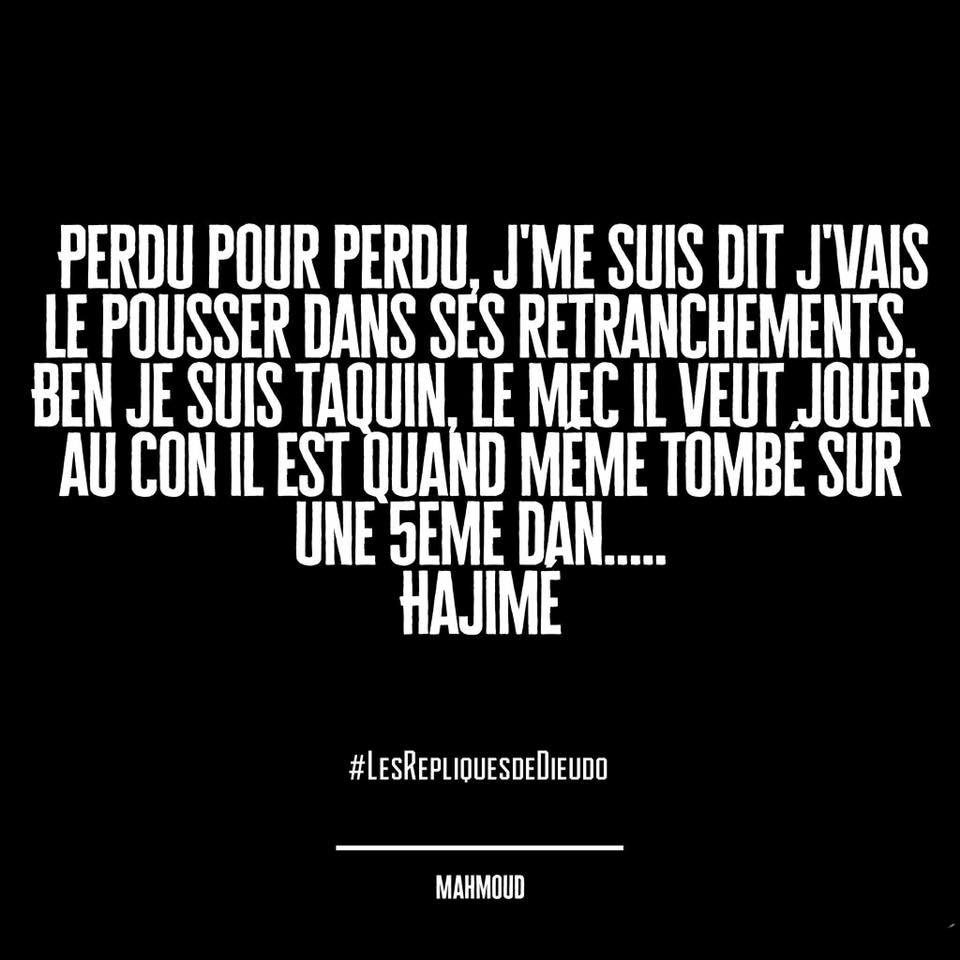 Perdu pour perdu, j'me suis dit j'vais
le pousser dans ses retranchements.
Ben je suis taquin, le mec il veut jouer
au con il est quand même tombé sur
une 5eme dan.....
Hajimé
#LesRepliquesdeDieudo
MAHMOUD